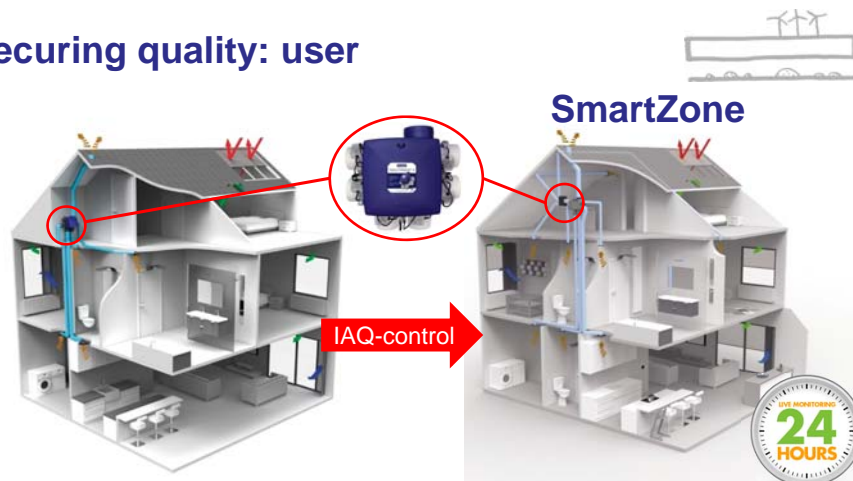 ecuring quality: user
SmartZone
IAQ-control
LIVE MONITORING
24
HOURS